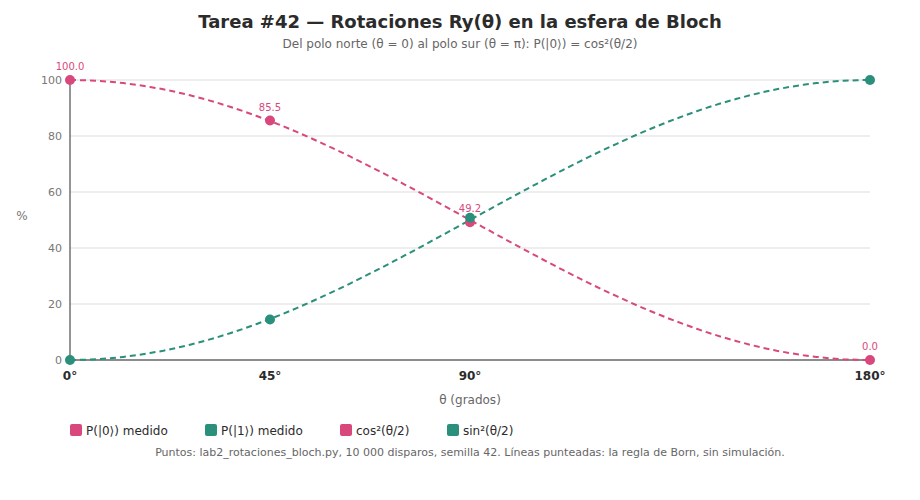 Tarea #42 — Rotaciones Ry(θ) en la esfera de Bloch
Del polo norte (θ = 0) al polo sur (θ = π): P(|0⟩) = cos²(θ/2)
100.0
100
85.5
80
60
49.2
%
40
20
0.0
0
0° 45° 90° 180°
θ (grados)
P(|0⟩) medido P(|1⟩) medido cos²(θ/2) sin²(θ/2)
Puntos: lab2_rotaciones_bloch.py, 10 000 disparos, semilla 42. Líneas punteadas: la regla de Born, sin simulación.